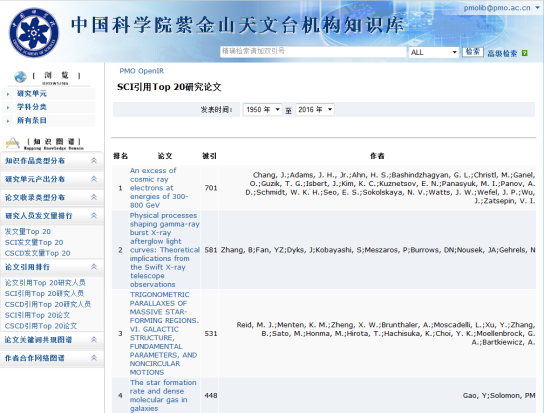 pmolib@pmo.ac.cn
中国科学院紫金山天文台机构知识库
精确检索请加双引号
ALL
检索
高级检索
[ 浏 览 ]
研究单元
学科分类
所有条目
[ 知 识 图 谱 ]
Mapping Knowledge Domain
知识作品类型分布
研究单元产出分布
论文收录类型分布
研究人员发文量排行
发文量Top 20
SCI发文量Top 20
CSCD发文量Top 20
论文引用排行
论文引用Top 20研究人员
SCI引用Top 20研究人员
CSCD引用Top 20研究人员
SCI引用Top 20论文
CSCD引用Top 20论文
论文关键词共现图谱
作者合作网络图谱
PMO OpenIR
SCI引用Top 20研究论文
发表时间: 1950 年 至 2016 年
排名 论文 被引 作者
An excess of
cosmic ray
1 electrons at 701
energies of 300-
800 GeV
Chang, J.;Adams, J. H., Jr.;Ahn, H. S.;Bashindzhagyan, G. L.;Christl, M.;Ganel,
O.;Guzik, T. G.;Isbert, J.;Kim, K. C.;Kuznetsov, E. N.;Panasyuk, M. I.;Panov, A.
D.;Schmidt, W. K. H.;Seo, E. S.;Sokolskaya, N. V.;Watts, J. W.;Wefel, J. P.;Wu,
J.;Zatsepin, V. I.
Physical processes
shaping gamma-ray
burst X-ray
afterglow light
2 curves: Theoretical 581 Zhang, B;Fan, YZ;Dyks, J;Kobayashi, S;Meszaros, P;Burrows, DN;Nousek, JA;Gehrels, N
implications from
the Swift X-ray
telescope
observations
TRIGONOMETRIC
PARALLAXES OF
MASSIVE STAR-
FORMING REGIONS.
3 VI. GALACTIC 531
STRUCTURE,
FUNDAMENTAL
PARAMETERS, AND
NONCIRCULAR
MOTIONS
Reid, M. J.;Menten, K. M.;Zheng, X. W.;Brunthaler, A.;Moscadelli, L.;Xu, Y.;Zhang,
B.;Sato, M.;Honma, M.;Hirota, T.;Hachisuka, K.;Choi, Y. K.;Moellenbrock, G.
A.;Bartkiewicz, A.
The star formation
rate and dense
4 molecular gas in 448 Gao, Y;Solomon, PM
galaxies